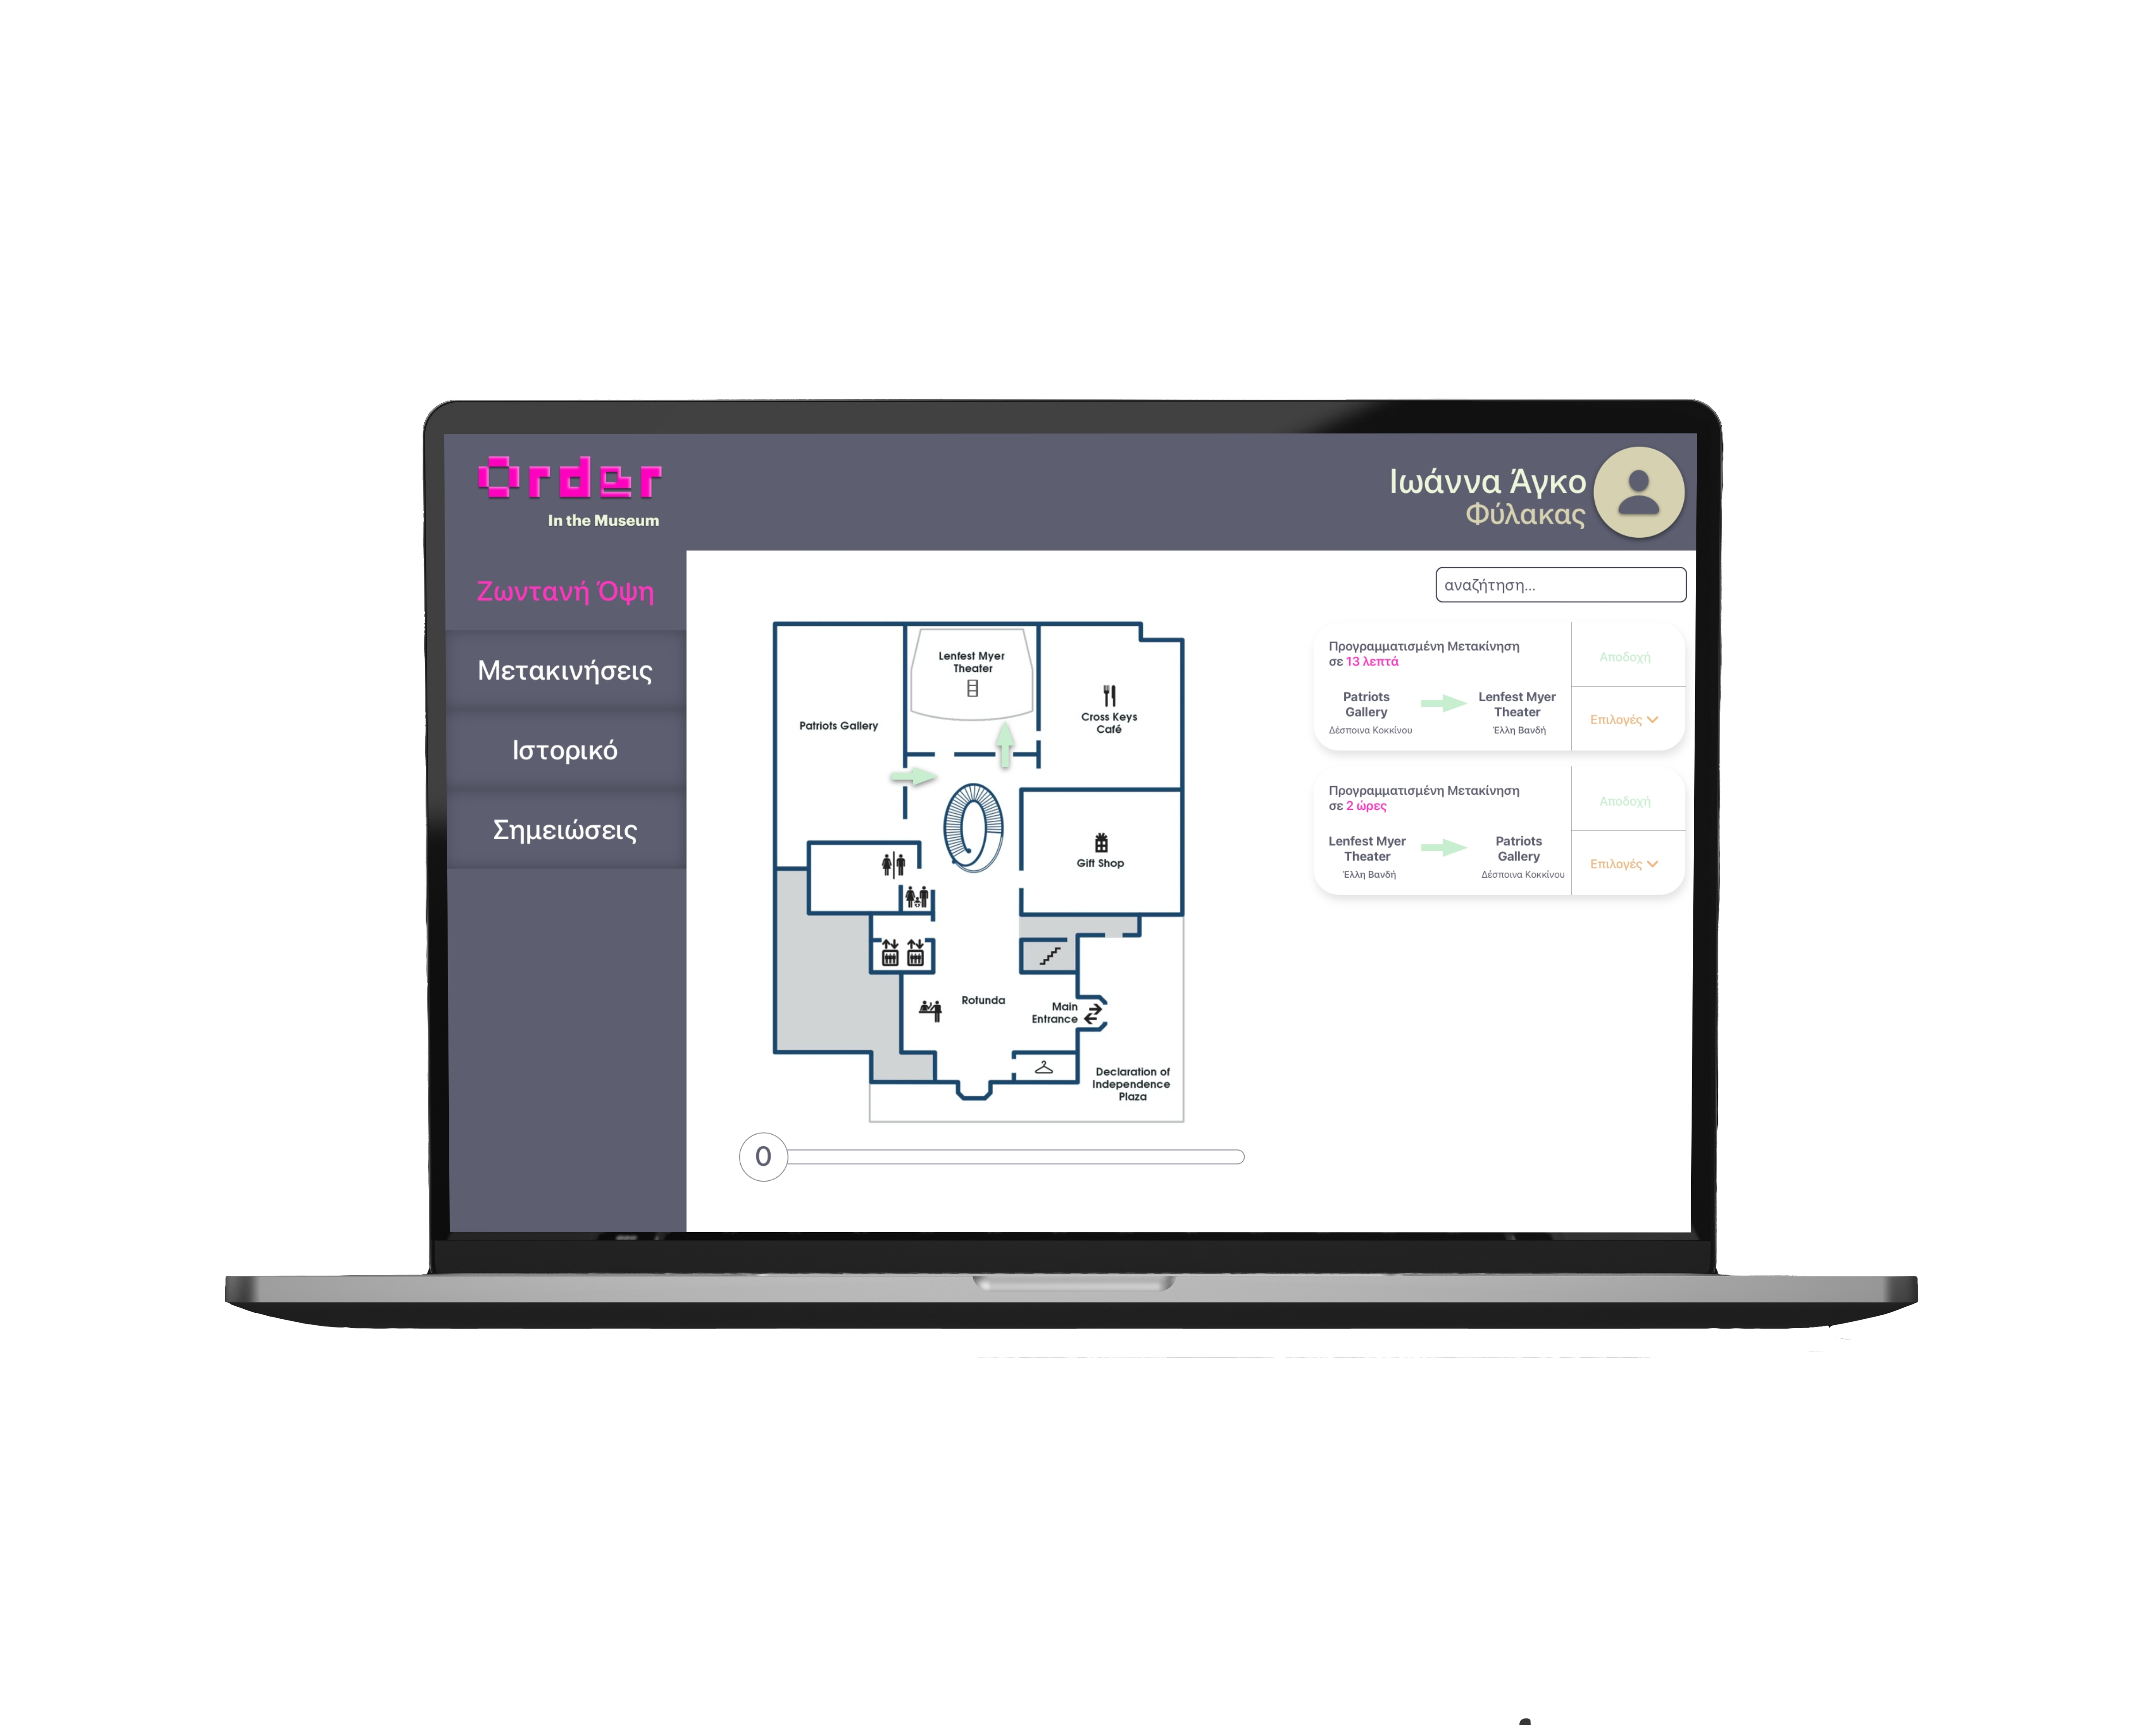 Order
In the Museum
Ιωάννα Άγκο
Φύλακας
Ζωντανή Όψη
Μετακινήσεις
Ιστορικό
Σημειώσεις
αναζήτηση...
Lenfest Myer
Theater
Patriots Gallery
Cross Keys
Café
Gift Shop
Rotunda
Main
Entrance
Declaration of
Independence
Plaza
0
Προγραμματισμένη Μετακίνηση
σε 13 λεπτά
Αποδοχή
Patriots
Gallery
Δέσποινα Κοκκίνου
Lenfest Myer
Theater
Έλλη Βανδή
Επιλογές
Προγραμματισμένη Μετακίνηση
σε 2 ώρες
Αποδοχή
Lenfest Myer
Theater
Έλλη Βανδή
Patriots
Gallery
Δέσποινα Κοκκίνου
Επιλογές